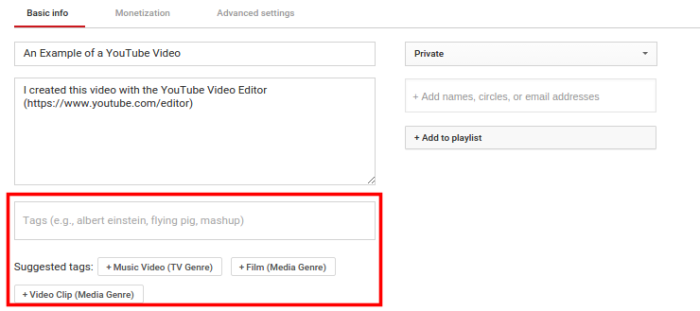 Basic info Monetization Advanced settings
An Example of a YouTube Video
Private
I created this video with the YouTube Video Editor
(https://www.youtube.com/editor)
+ Add names, circles, or email addresses
+ Add to playlist
Tags (e.g., albert einstein, flying pig, mashup)
Suggested tags: + Music Video (TV Genre) + Film (Media Genre)
+ Video Clip (Media Genre)